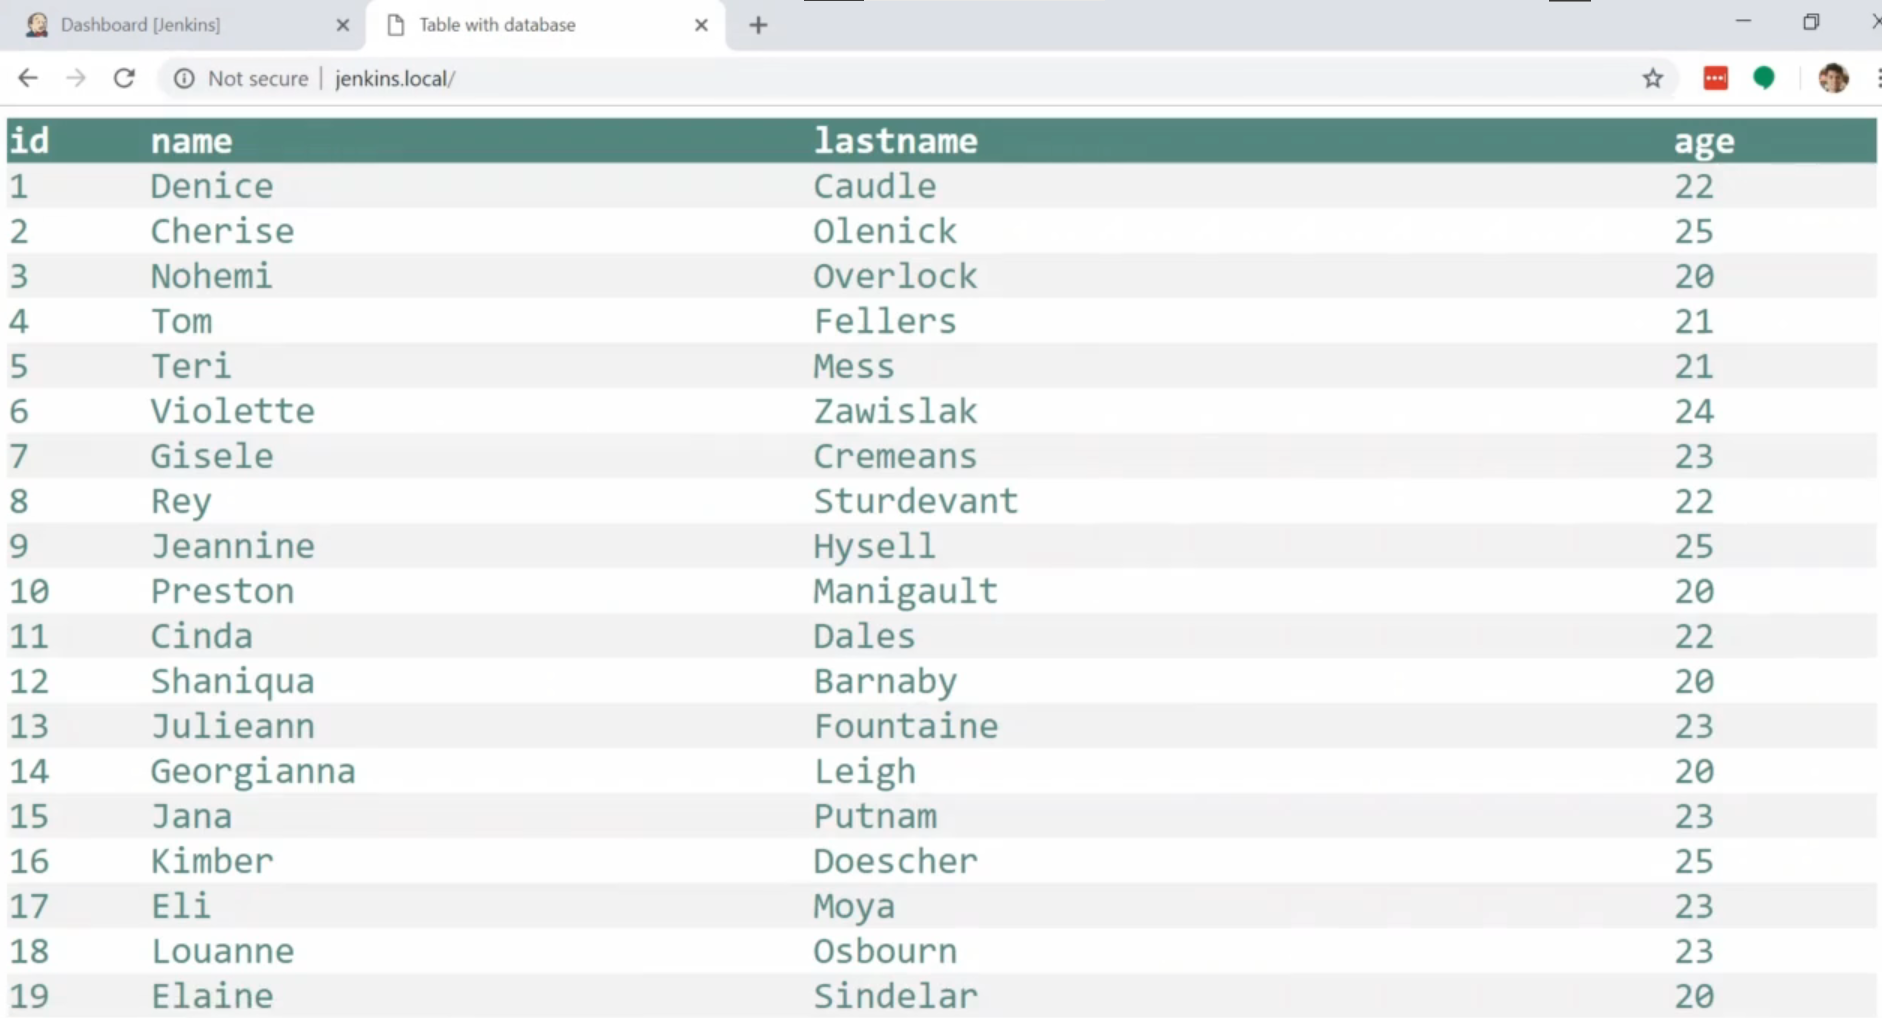 Dashboard [Jenkins] Table with database
Not secure jenkins.local/
id name lastname age
1 Denice Caudle 22
2 Cherise Olenick 25
3 Nohemi Overlock 20
4 Tom Fellers 21
5 Teri Mess 21
6 Violette Zawislak 24
7 Gisele Cremeans 23
8 Rey Sturdevant 22
9 Jeannine Hysell 25
10 Preston Manigault 20
11 Cinda Dales 22
12 Shaniqua Barnaby 20
13 Julieann Fountaine 23
14 Georgianna Leigh 20
15 Jana Putnam 23
16 Kimber Doescher 25
17 Eli Moya 23
18 Louanne Osbourn 23
19 Elaine Sindelar 20